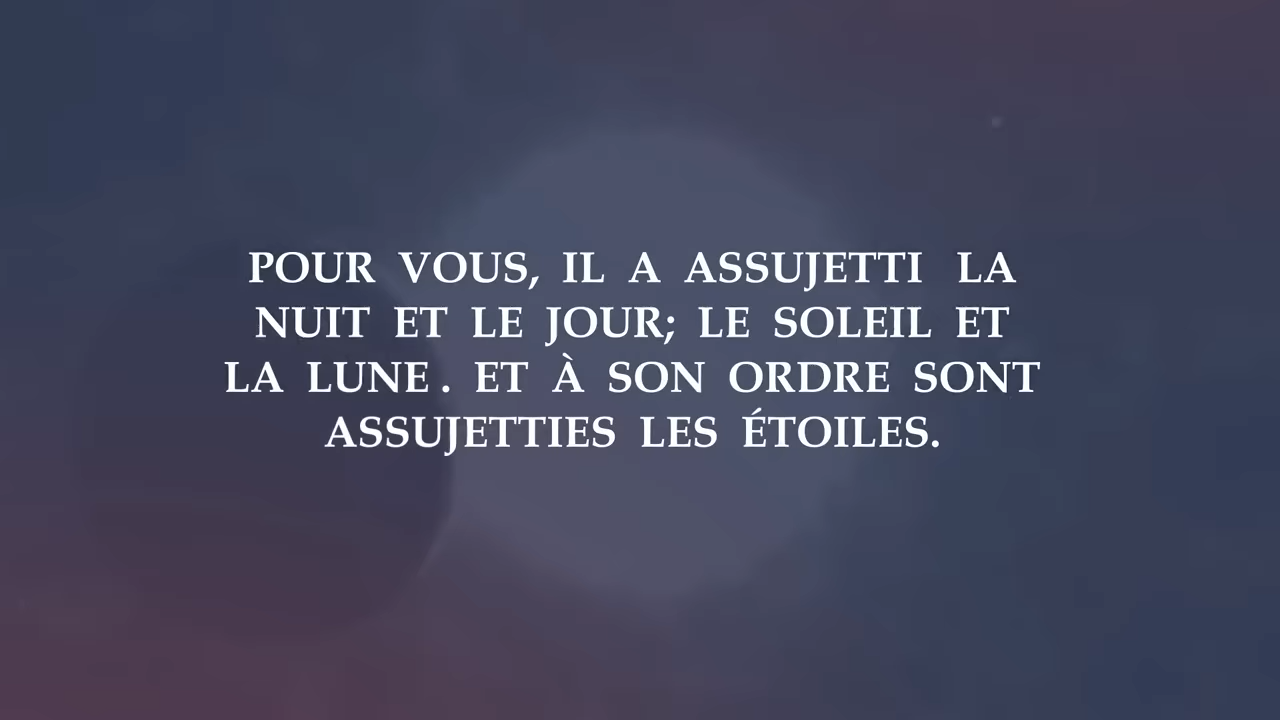 POUR VOUS, IL A ASSUJETTI LA
NUIT ET LE JOUR; LE SOLEIL ET
LA LUNE . ET À SON ORDRE SONT
ASSUJETTIES LES ÉTOILES.